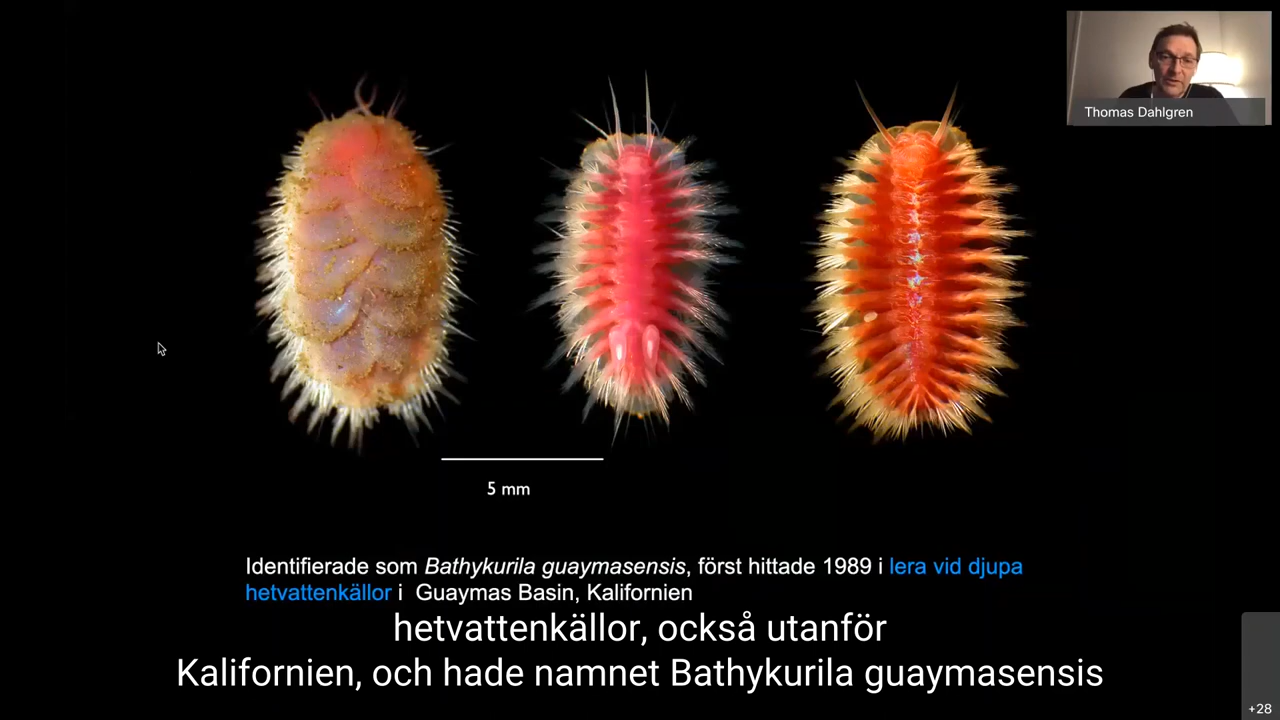 Thomas Dahlgren
5 mm
Identifierade som Bathykurila guaymasensis, först hittade 1989 i lera vid djupa
hetvattenkällor i Guaymas Basin, Kalifornien
hetvattenkällor, också utanför
Kalifornien, och hade namnet Bathykurila guaymasensis
+28